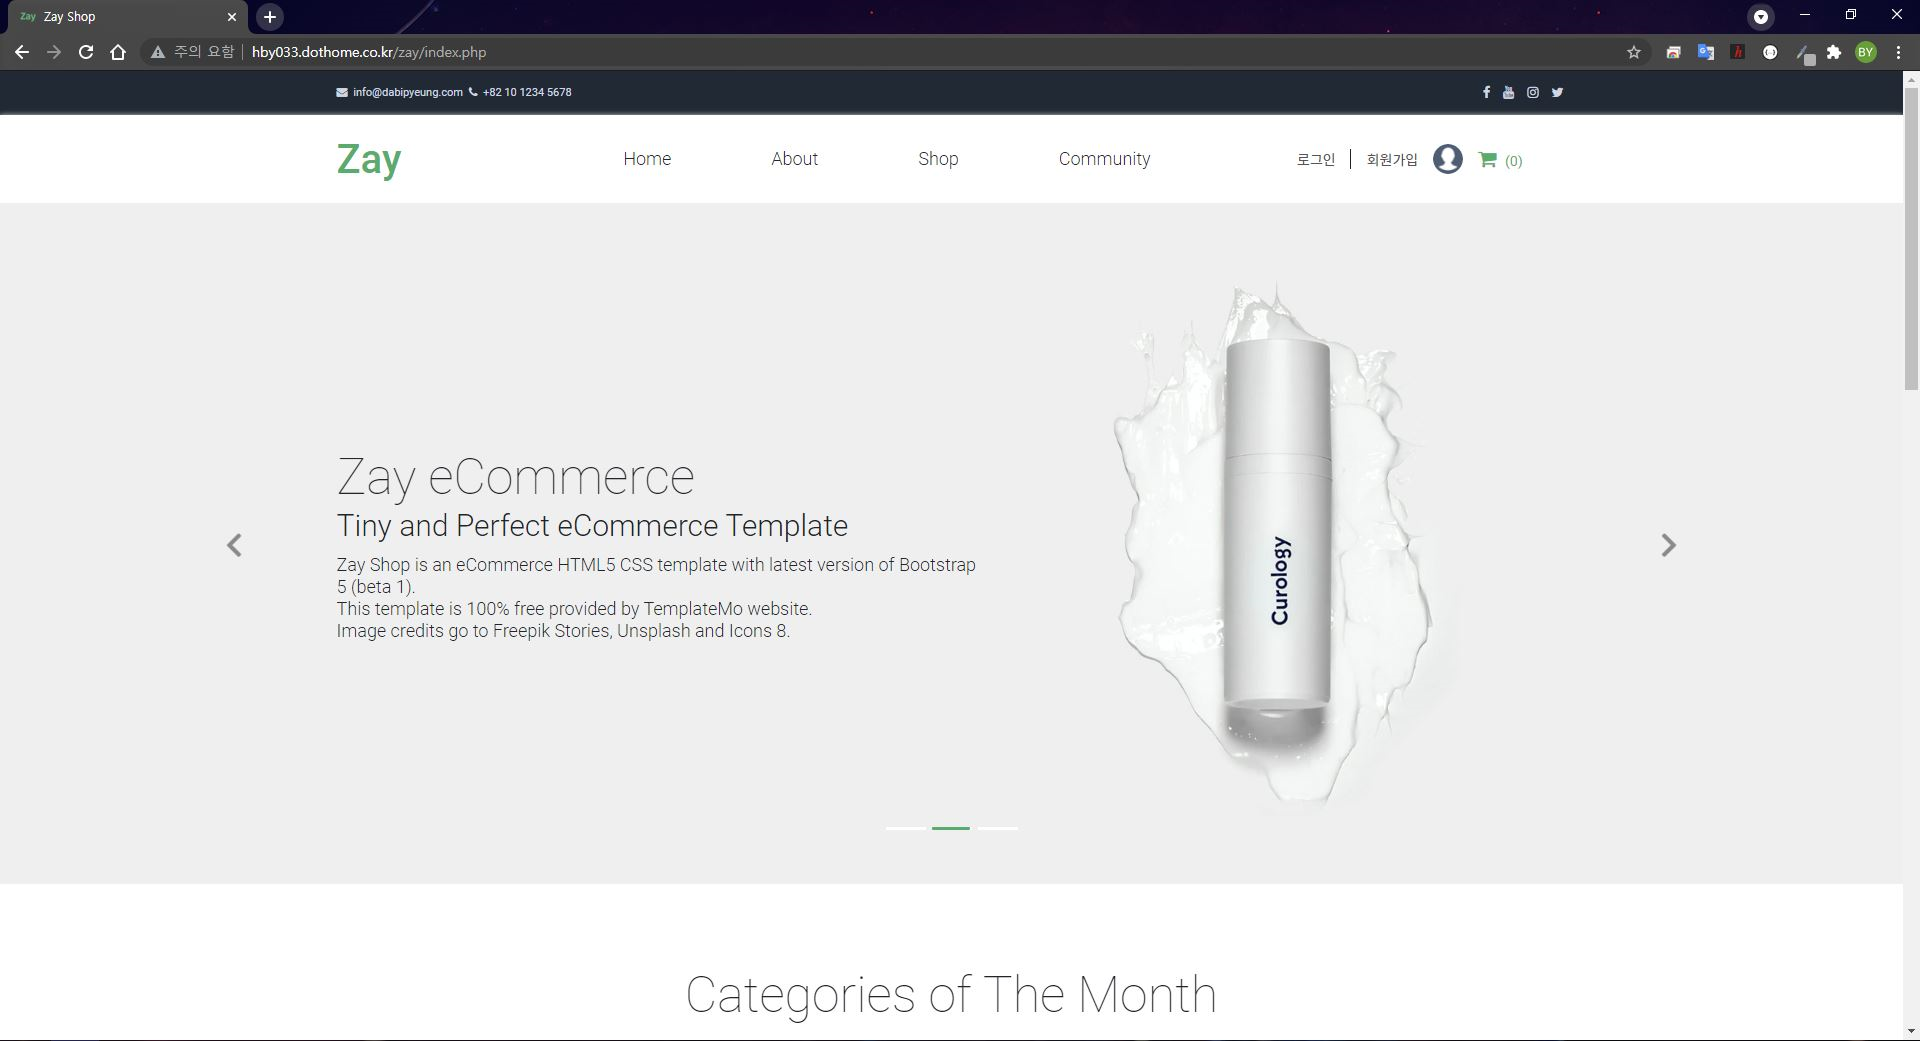 Zay Zay Shop
주의 요함 hby033.dothome.co.kr/zay/index.php
BY
info@dabipyeung.com +82 10 1234 5678
Zay Home About Shop Community 로그인 회원가입 (0)
Zay eCommerce
Tiny and Perfect eCommerce Template
Zay Shop is an eCommerce HTML5 CSS template with latest version of Bootstrap
5 (beta 1).
This template is 100% free provided by TemplateMo website.
Image credits go to Freepik Stories, Unsplash and Icons 8.
Curology
Categories of The Month